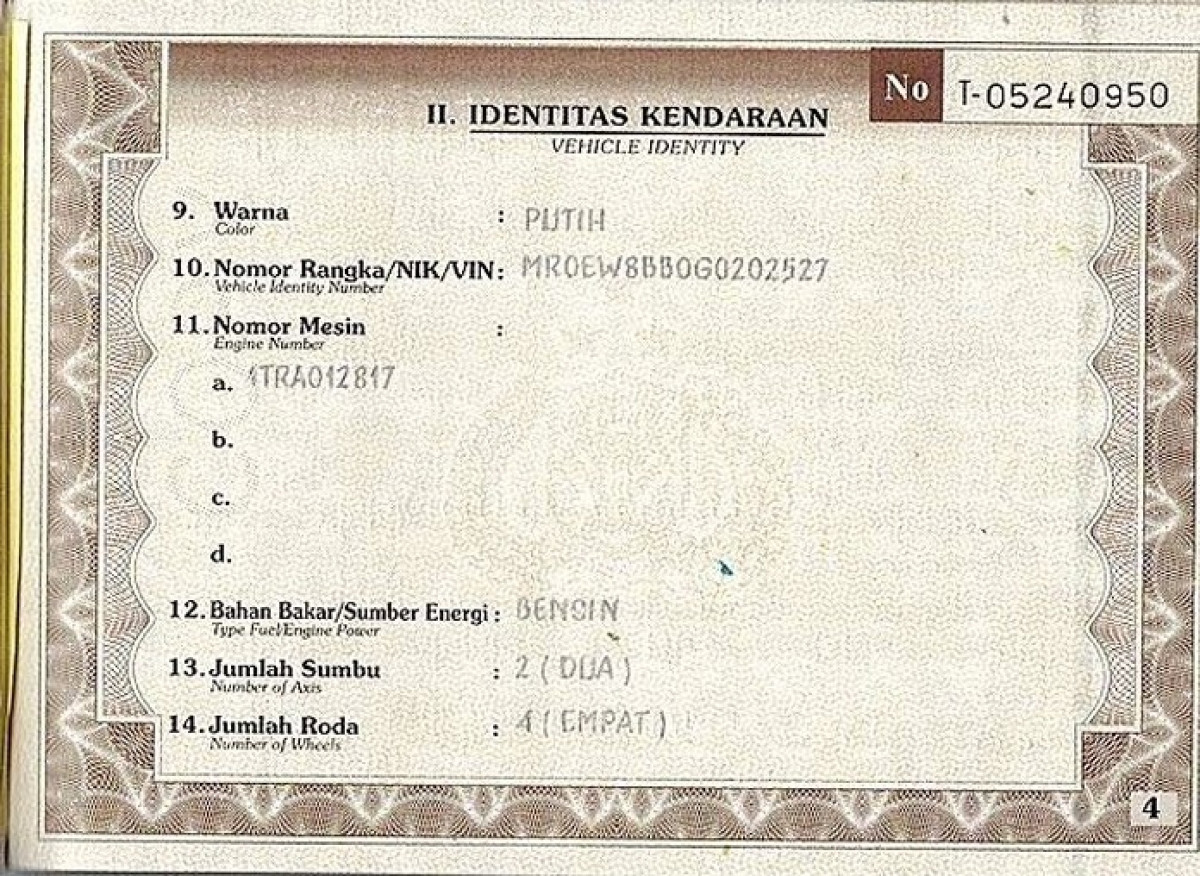 No T-05240950
II. IDENTITAS KENDARAAN
VEHICLE IDENTITY
9. Warna : PUTIH
Color
10. Nomor Rangka/NIK/VIN : MR0EW8BB0G0202527
Vehicle Identity Number
11. Nomor Mesin :
Engine Number
a. 1TRA012817
b.
c.
d.
12. Bahan Bakar/Sumber Energi : BENSIN
Type Fuel/Engine Power
13. Jumlah Sumbu : 2 ( DUA )
Number of Axis
14. Jumlah Roda : 4 ( EMPAT )
Number of Wheels
4